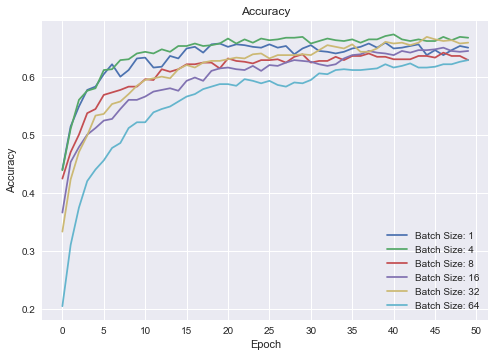 Accuracy
0.6
0.5
0.4
0.3
0.2
Accuracy
Batch Size: 1
Batch Size: 4
Batch Size: 8
Batch Size: 16
Batch Size: 32
Batch Size: 64
0 5 10 15 20 25 30 35 40 45 50
Epoch